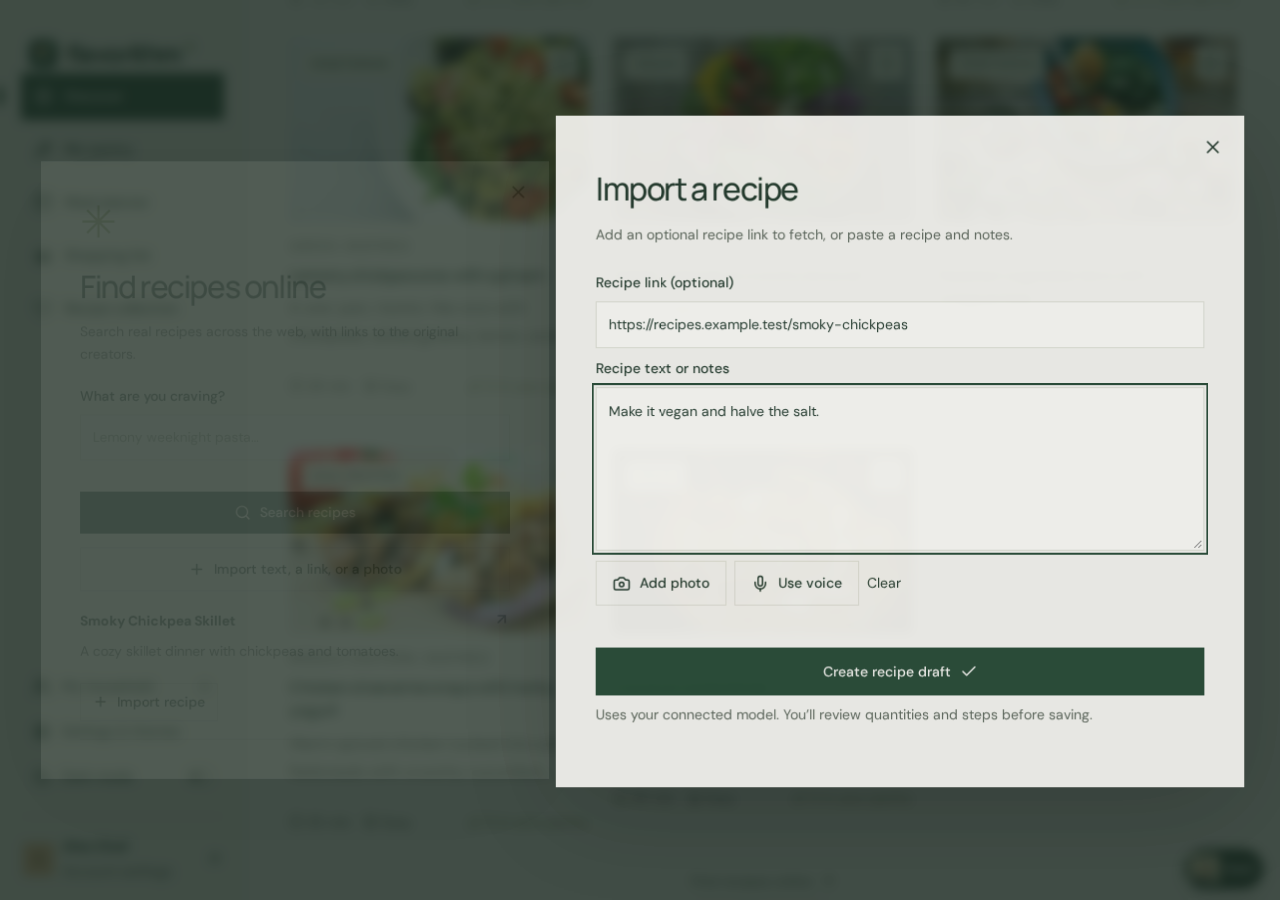 Find recipes online
Search real recipes across the web, with links to the original
creators.
What are you craving?
Lemony weeknight pasta...
Search recipes
Import text, a link, or a photo
Smoky Chickpea Skillet
A cozy skillet dinner with chickpeas and tomatoes.
Import recipe
Import a recipe
Add an optional recipe link to fetch, or paste a recipe and notes.
Recipe link (optional)
https://recipes.example.test/smoky-chickpeas
Recipe text or notes
Make it vegan and halve the salt.
Add photo
Use voice
Clear
Create recipe draft
Uses your connected model. You’ll review quantities and steps before saving.